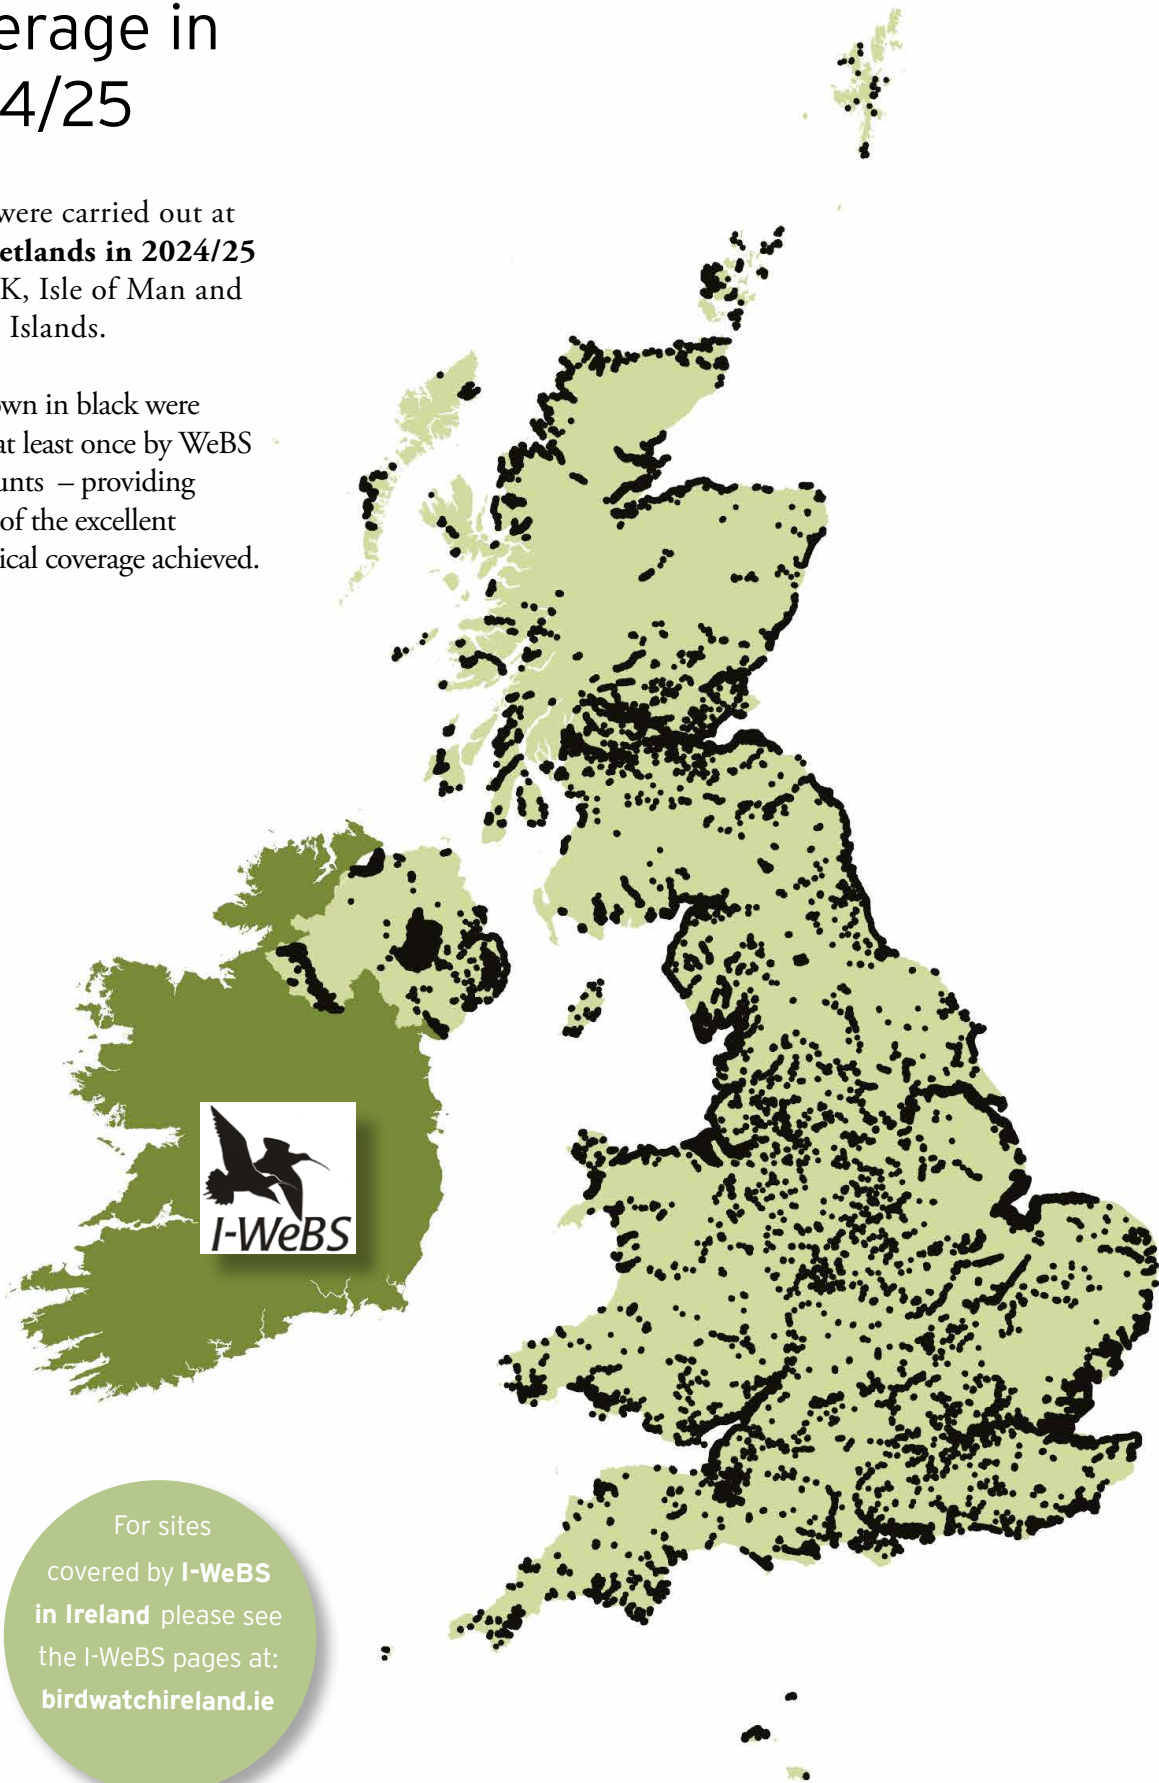 erage in
4/25
were carried out at
etlands in 2024/25
K, Isle of Man and
Islands.
own in black were
at least once by WeBS
unts – providing
of the excellent
ical coverage achieved.
I-WeBS
For sites
covered by I-WeBS
in Ireland please see
the I-WeBS pages at:
birdwatchireland.ie